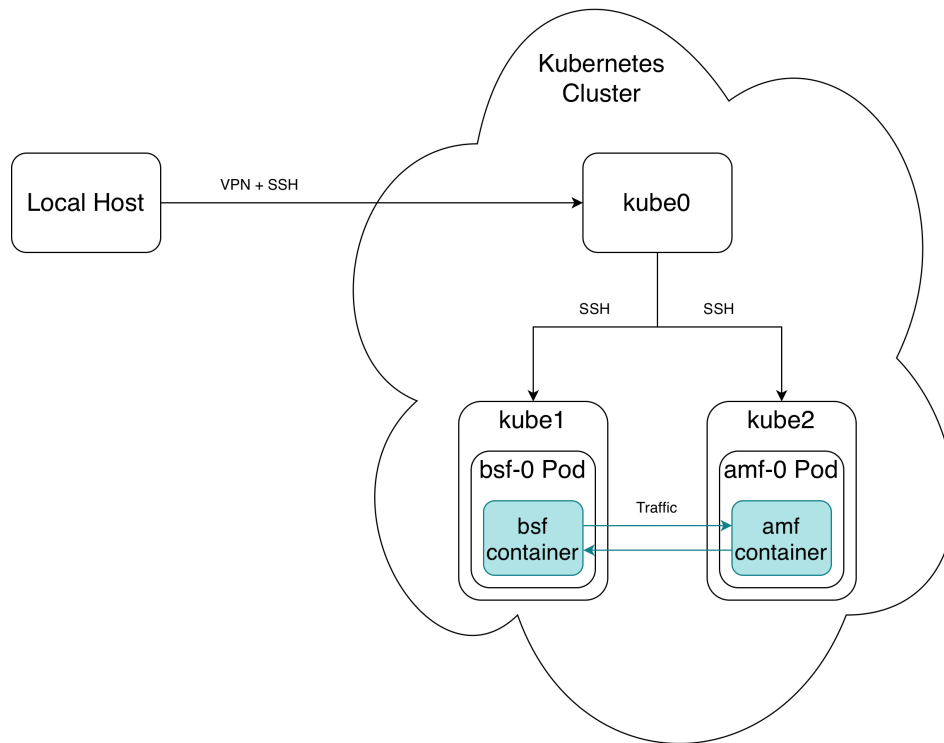 Kubernetes
Cluster
Local Host
VPN + SSH
kube0
SSH
SSH
kube1
kube2
bsf-0 Pod
amf-0 Pod
Traffic
bsf
container
amf
container